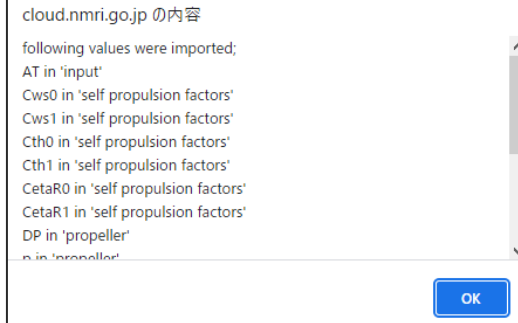 cloud.nmri.go.jp の内容
following values were imported;
AT in 'input'
Cws0 in 'self propulsion factors'
Cws1 in 'self propulsion factors'
Cth0 in 'self propulsion factors'
Cth1 in 'self propulsion factors'
CetaR0 in 'self propulsion factors'
CetaR1 in 'self propulsion factors'
DP in 'propeller'
p in 'propeller'
OK